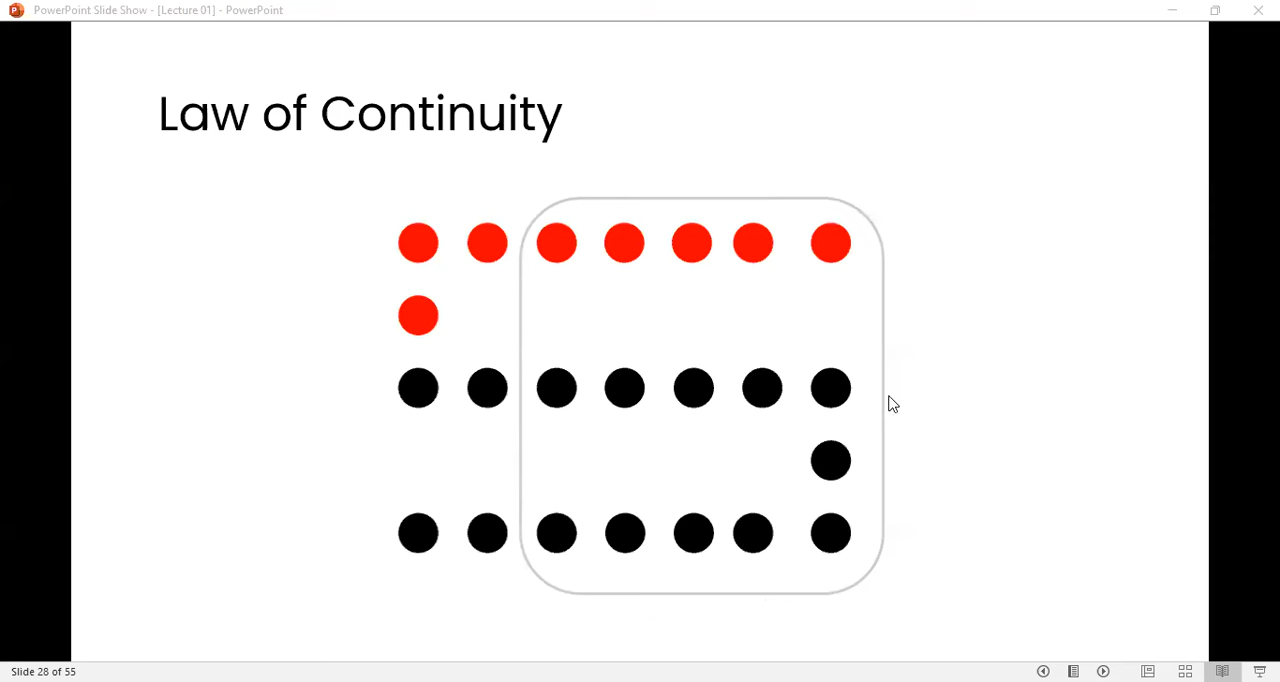 PowerPoint Slide Show - [Lecture 01] - PowerPoint
Law of Continuity
Slide 28 of 55